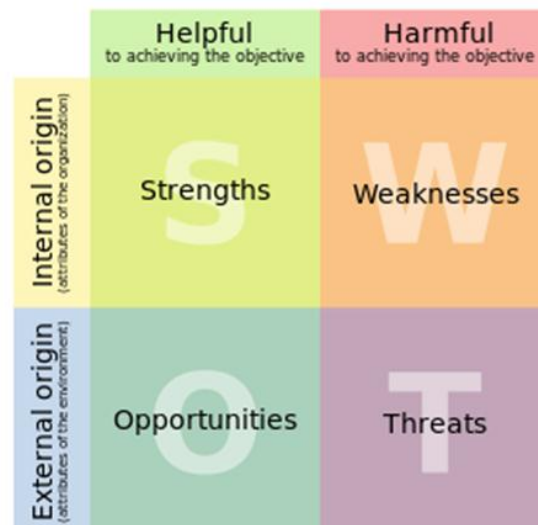 Helpful
to achieving the objective
Harmful
to achieving the objective
Internal origin
(attributes of the organization)
S
Strengths
W
Weaknesses
External origin
(attributes of the environment)
O
Opportunities
T
Threats